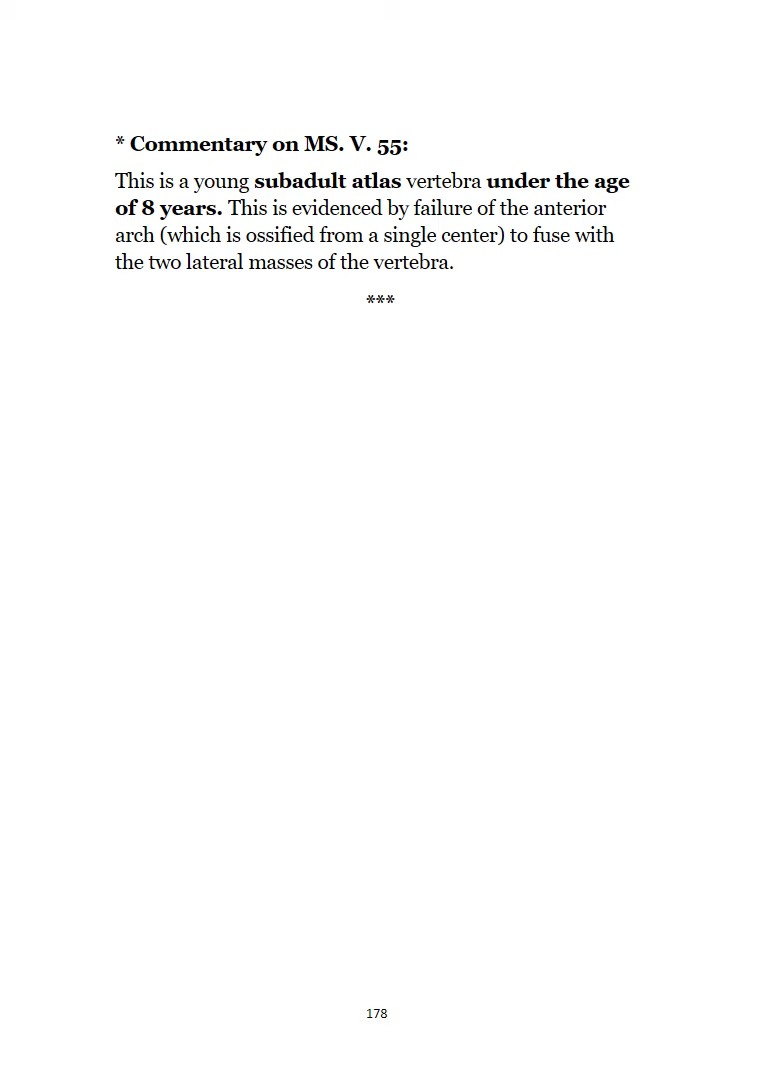 * Commentary on MS. V. 55:
This is a young subadult atlas vertebra under the age
of 8 years. This is evidenced by failure of the anterior
arch (which is ossified from a single center) to fuse with
the two lateral masses of the vertebra.
***
178